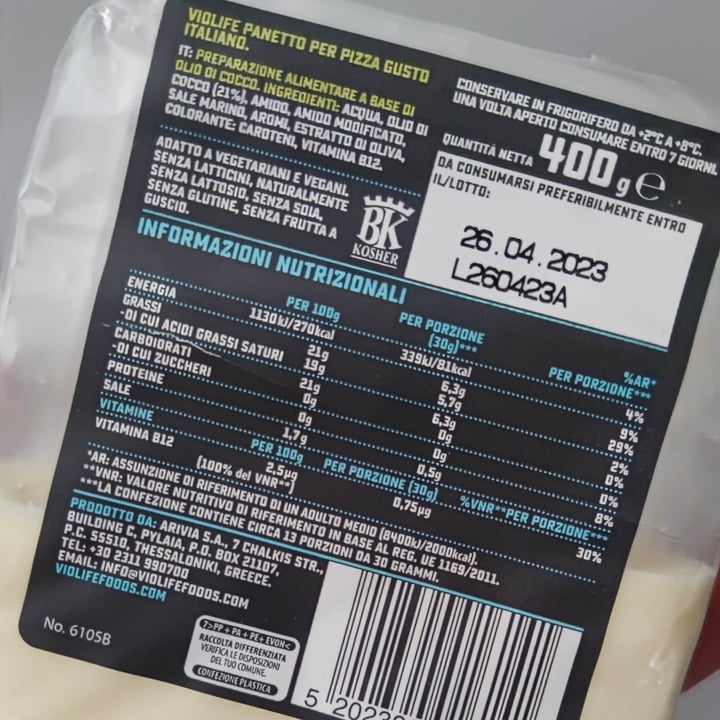 VIOLIFE PANETTO PER PIZZA GUSTO
ITALIANO.
IT: PREPARAZIONE ALIMENTARE A BASE DI
OLIO DI COCCO. INGREDIENTI: ACQUA, OLIO DI
COCCO (21%), AMIDO, AMIDO MODIFICATO,
SALE MARINO, AROMI, ESTRATTO DI OLIVA,
COLORANTE: CAROTENI, VITAMINA B12.
ADATTO A VEGETARIANI E VEGANI.
SENZA LATTICINI, NATURALMENTE
SENZA LATTOSIO, SENZA SOIA,
SENZA GLUTINE, SENZA FRUTTA A
GUSCIO.
BK
KOSHER
CONSERVARE IN FRIGORIFERO DA +2°C A +8°C.
UNA VOLTA APERTO CONSUMARE ENTRO 7 GIORNI.
QUANTITÀ NETTA 400 g e
DA CONSUMARSI PREFERIBILMENTE ENTRO
IL/LOTTO:
26.04.2023
L260423A
INFORMAZIONI NUTRIZIONALI
PER 100g PER PORZIONE (30g)*** %AR* PER PORZIONE***
ENERGIA 1130kJ/270kcal 339kJ/81kcal 4%
GRASSI 21g 6,3g 9%
-DI CUI ACIDI GRASSI SATURI 19g 5,7g 29%
CARBOIDRATI 21g 6,3g 2%
-DI CUI ZUCCHERI 0g 0g 0%
PROTEINE 0g 0g 0%
SALE 1,7g 0,5g 8%
VITAMINE PER 100g PER PORZIONE (30g) %VNR**PER PORZIONE***
VITAMINA B12 2,5µg (100% del VNR**) 0,75µg 30%
*AR: ASSUNZIONE DI RIFERIMENTO DI UN ADULTO MEDIO (8400kJ/2000kcal).
**VNR: VALORE NUTRITIVO DI RIFERIMENTO IN BASE AL REG. UE 1169/2011.
***LA CONFEZIONE CONTIENE CIRCA 13 PORZIONI DA 30 GRAMMI.
PRODOTTO DA: ARIVIA S.A., 7 CHALKIS STR.,
BUILDING C, PYLAIA, P.O. BOX 21107,
P.C. 55510, THESSALONIKI, GREECE.
TEL: +30 2311 990700
EMAIL: INFO@VIOLIFEFOODS.COM
VIOLIFEFOODS.COM
No. 6105B
7>PP + PA + PE+ EVOH<
RACCOLTA DIFFERENZIATA
VERIFICA LE DISPOSIZIONI
DEL TUO COMUNE.
CONFEZIONE PLASTICA